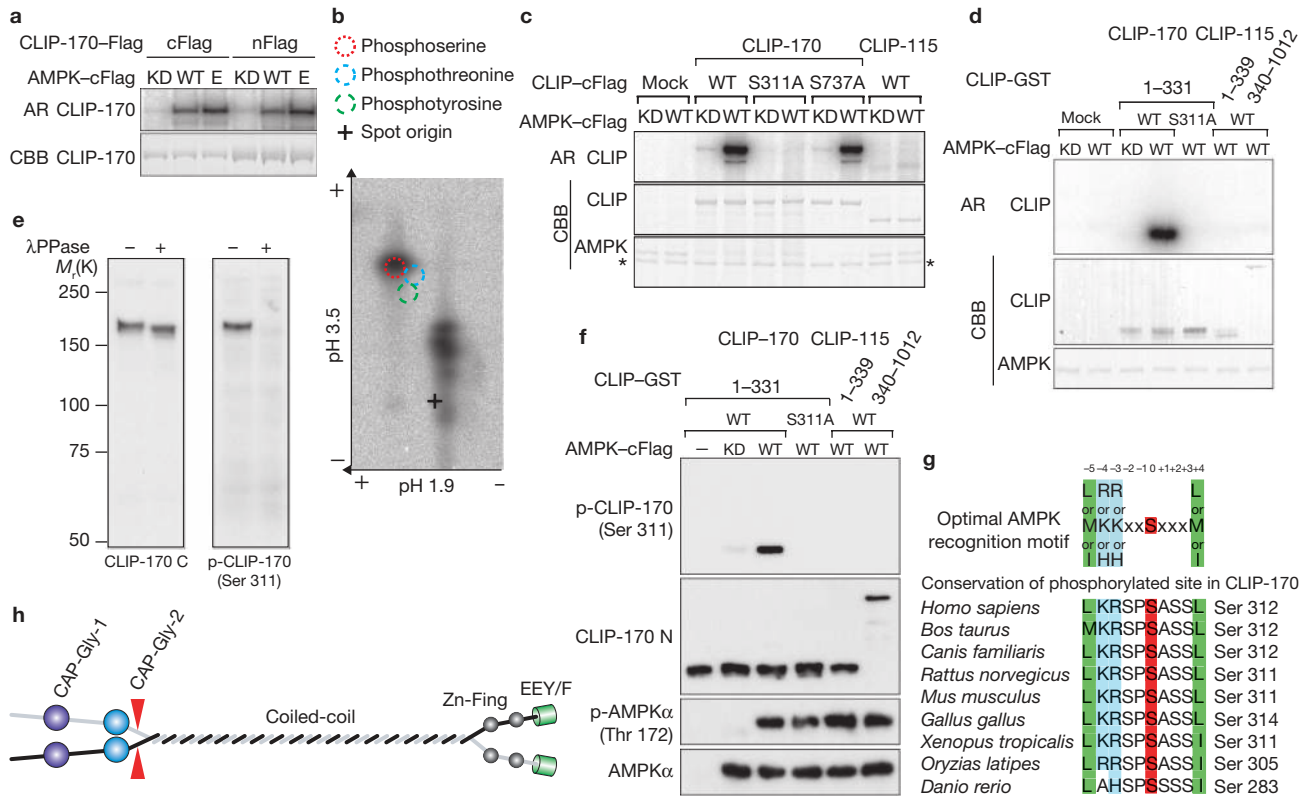 a
CLIP-170–Flag cFlag nFlag
AMPK–cFlag KD WT E KD WT E
AR CLIP-170
CBB CLIP-170
b
Phosphoserine
Phosphothreonine
Phosphotyrosine
+ Spot origin
+
pH 3.5
–
+ pH 1.9 –
c
CLIP-170 CLIP-115
CLIP–cFlag Mock WT S311A S737A WT
AMPK–cFlag KD WT KD WT KD WT KD WT KD WT
AR CLIP
CBB
CLIP
AMPK
* *
d
CLIP-170 CLIP-115
CLIP-GST 1–331 1–339 340–1012
Mock WT S311A WT
AMPK–cFlag KD WT KD WT WT WT WT
AR CLIP
CBB
CLIP
AMPK
e
λPPase – + – +
Mr(K)
250
150
100
75
50
CLIP-170 C p-CLIP-170
(Ser 311)
f
CLIP–170 CLIP-115
CLIP–GST 1–331 1–339 340–1012
WT S311A WT
AMPK–cFlag – KD WT WT WT WT
p-CLIP-170
(Ser 311)
CLIP-170 N
p-AMPKα
(Thr 172)
AMPKα
g
–5 –4 –3 –2 –1 0 +1 +2 +3 +4
L RR L
or or or or
Optimal AMPK recognition motif MKKxxSxxxM
or or or or
I HH I
Conservation of phosphorylated site in CLIP-170
Homo sapiens LKRSPSASSL Ser 312
Bos taurus MKRSPSASSL Ser 312
Canis familiaris LKRSPSASSL Ser 312
Rattus norvegicus LKRSPSASSL Ser 311
Mus musculus LKRSPSASSL Ser 311
Gallus gallus LKRSPSASSL Ser 314
Xenopus tropicalis LKRSPSASSI Ser 311
Oryzias latipes LRRSPSASSI Ser 305
Danio rerio LAHSPSSSSI Ser 283
h
CAP-Gly-1
CAP-Gly-2
Coiled-coil
Zn-Fing
EEY/F